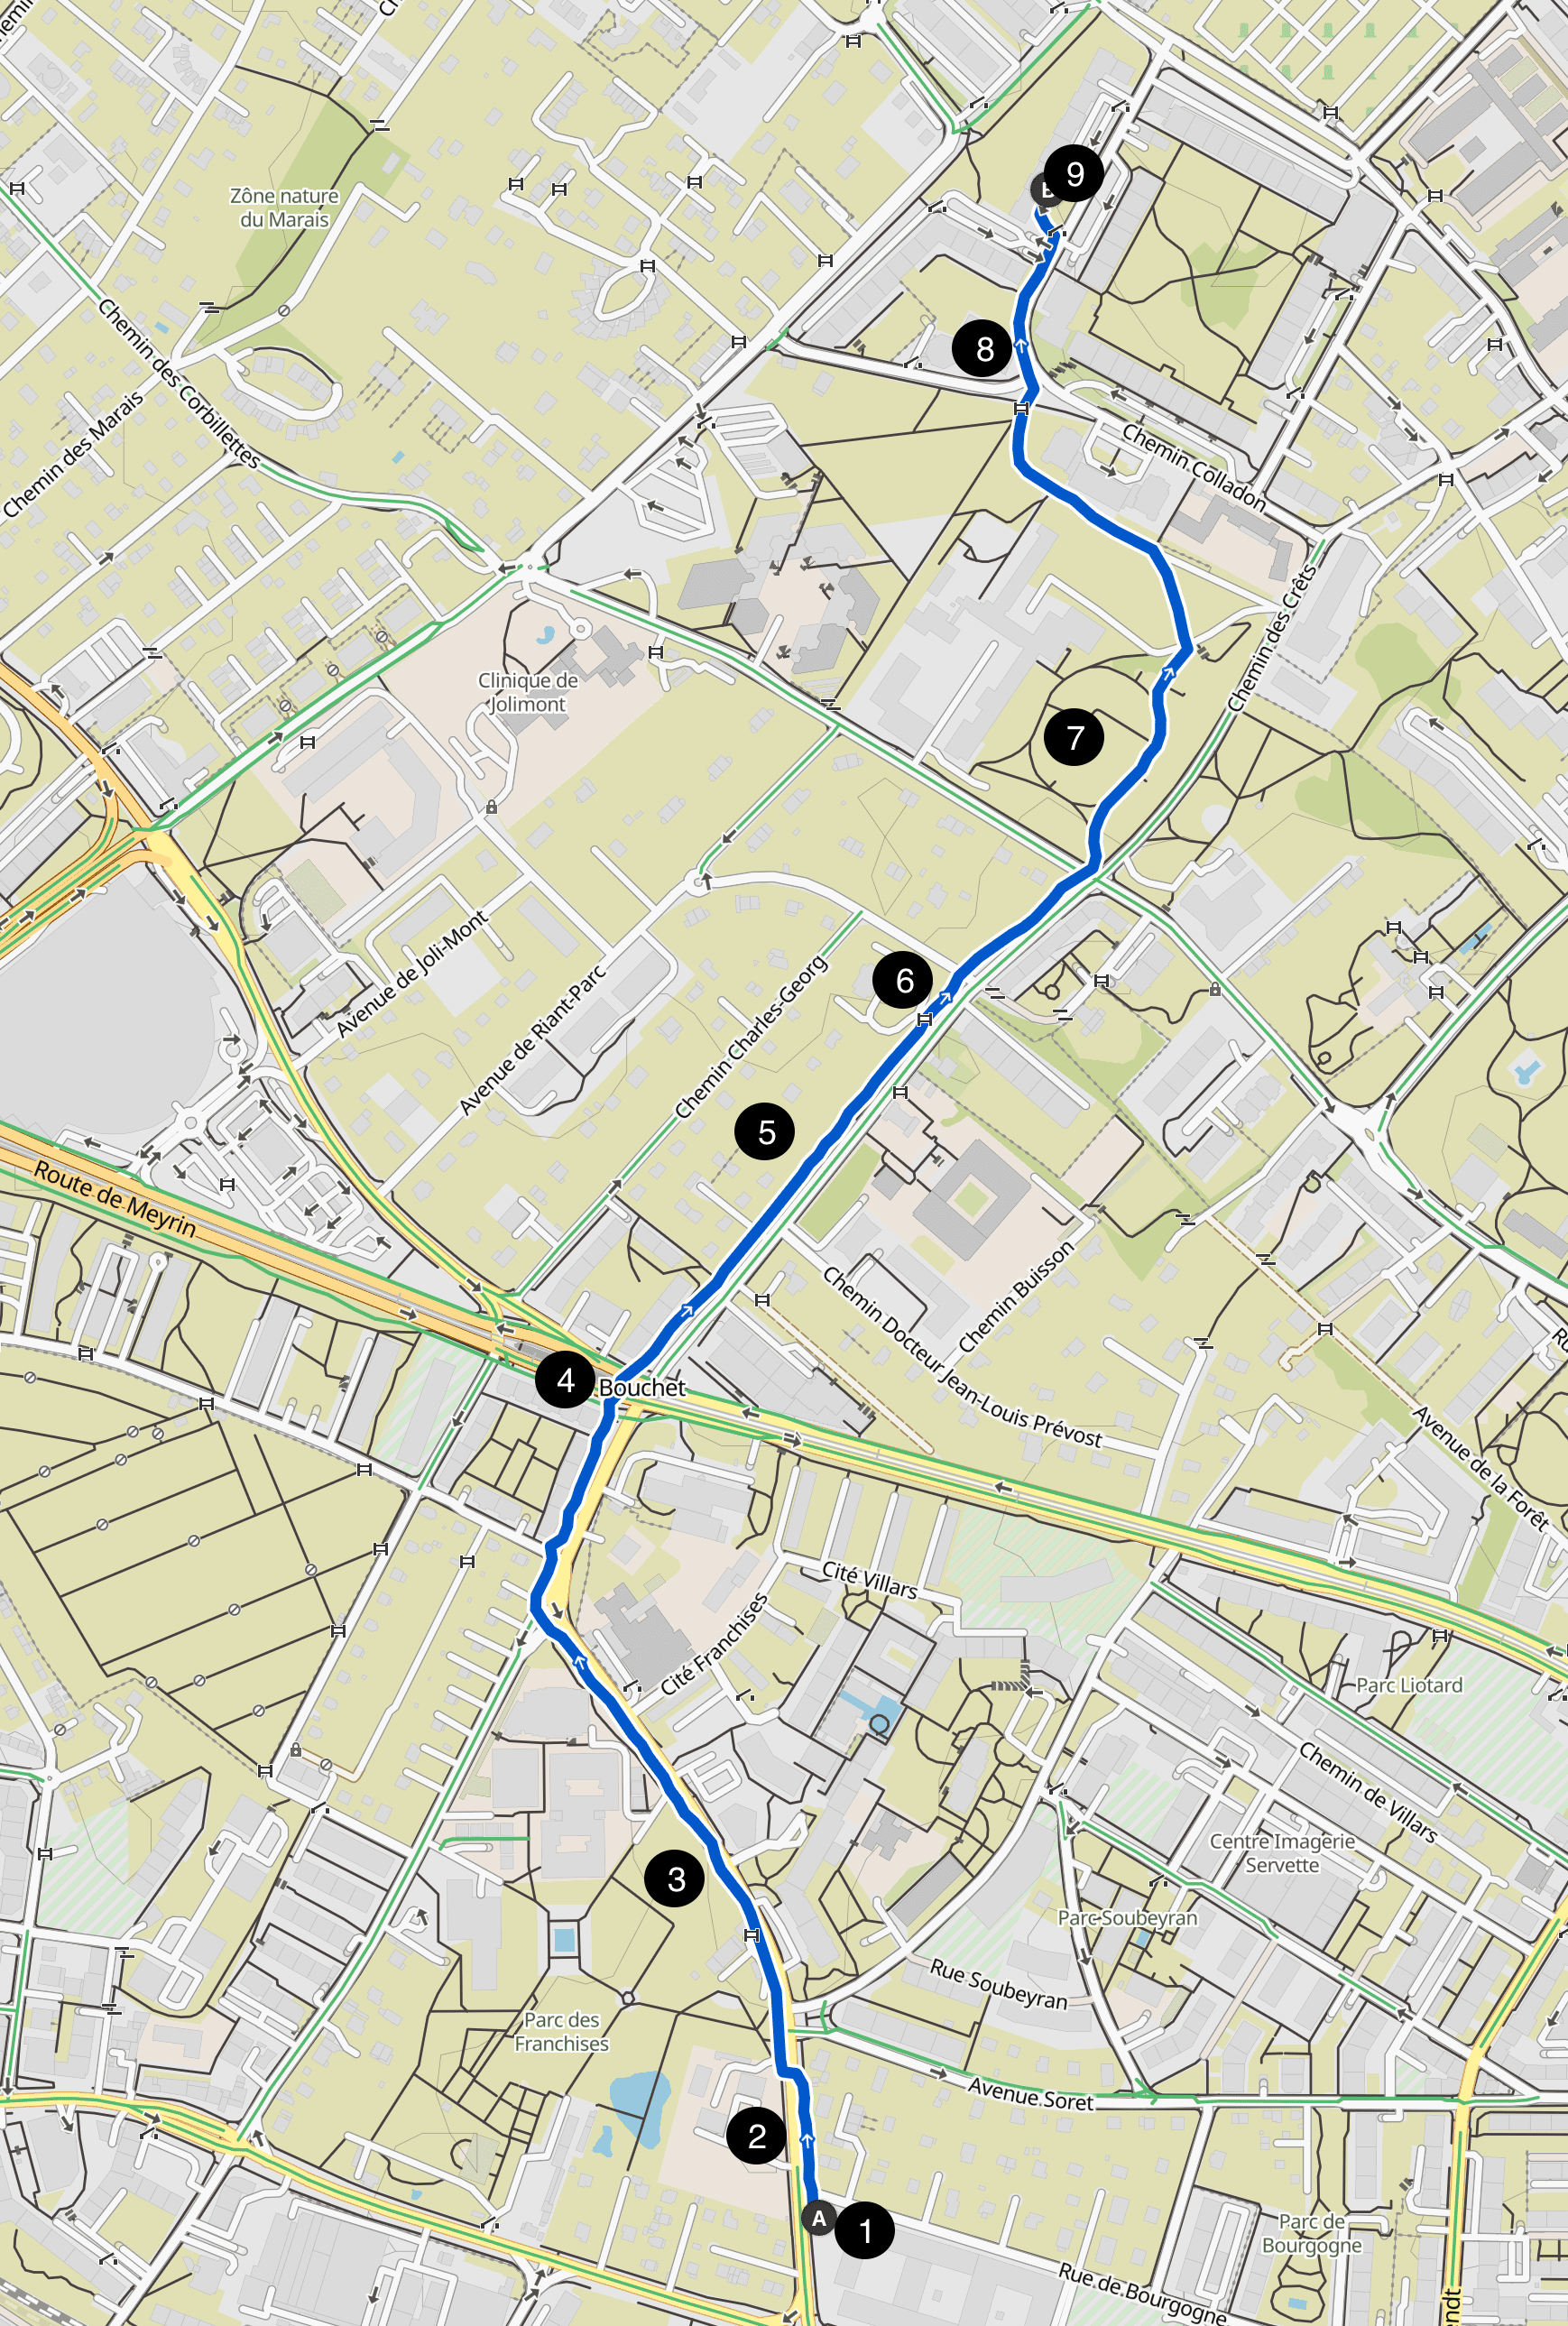 9
Zône nature
du Marais
Chemin des Corbillettes
8
Chemin des Marais
Chemin Colladon
Chemin des Crêts
Clinique de
Jolimont
7
Avenue de Joli-Mont
Avenue de Riant-Parc
Chemin Charles-Georg
6
5
Route de Meyrin
Chemin Buisson
Chemin Docteur Jean-Louis Prévost
4
Bouchet
Avenue de la Forêt
Cité Villars
Cité Franchises
Parc Liotard
Chemin de Villars
Centre Imagerie
Servette
3
Parc Soubeyran
Rue Soubeyran
Parc des
Franchises
Avenue Soret
2
A
1
Parc de
Bourgogne
Rue de Bourgogne
endt